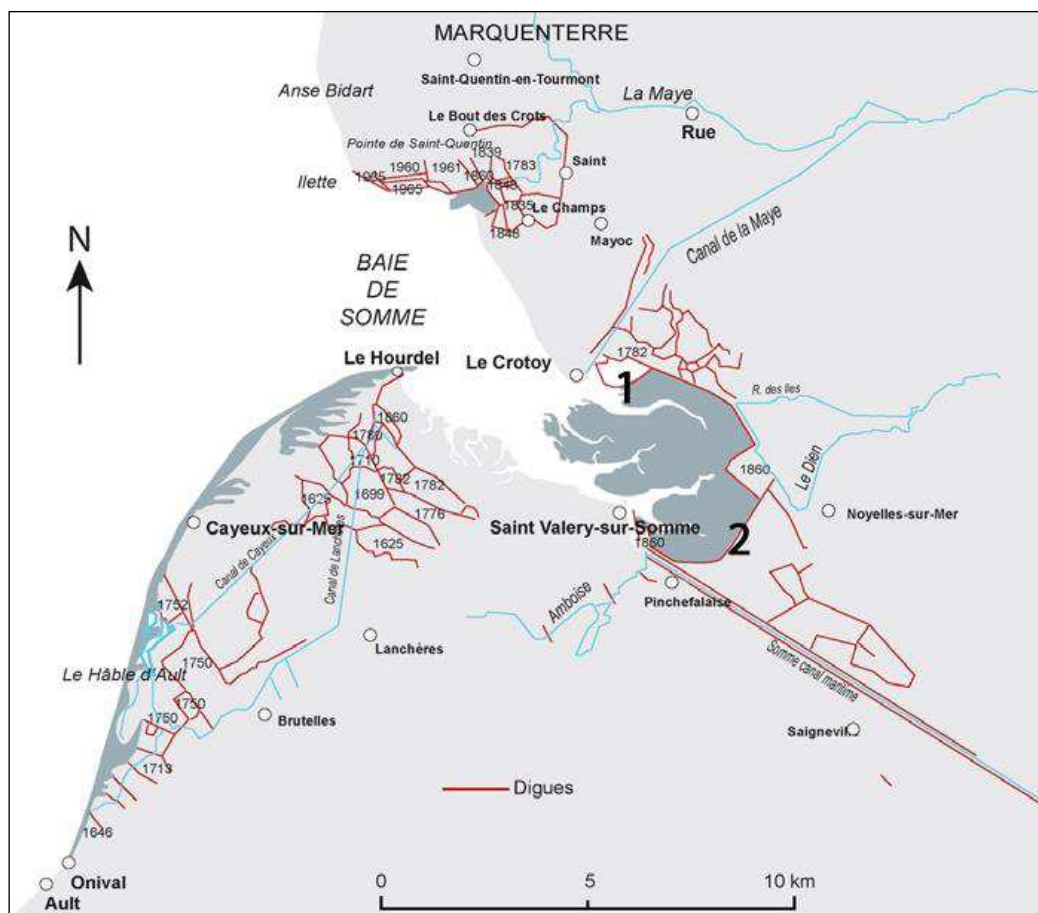 MARQUENTERRE
Saint-Quentin-en-Tourmont
Anse Bidart
La Maye
Le Bout des Crots
Rue
Pointe de Saint-Quentin
1839
1960
1961
1783
Saint
1860
Ilette
1965
1965
1848
1835
Le Champs
1848
Mayoc
Canal de la Maye
N
BAIE
DE
SOMME
1782
Le Hourdel
Le Crotoy
1
R. des Iles
1860
1780
1710
1782
1782
1860
Le Dien
1625
1699
1776
Noyelles-sur-Mer
Cayeux-sur-Mer
Saint Valery-sur-Somme
1860
2
1625
Canal de Cayeux
Canal de Lanchères
Pinchefalaise
Amboise
1752
Lanchères
Somme canal maritime
1750
Le Hâble d'Ault
1750
1750
Brutelles
Saignevil
1713
Digues
1646
Onival
Ault
0
5
10 km